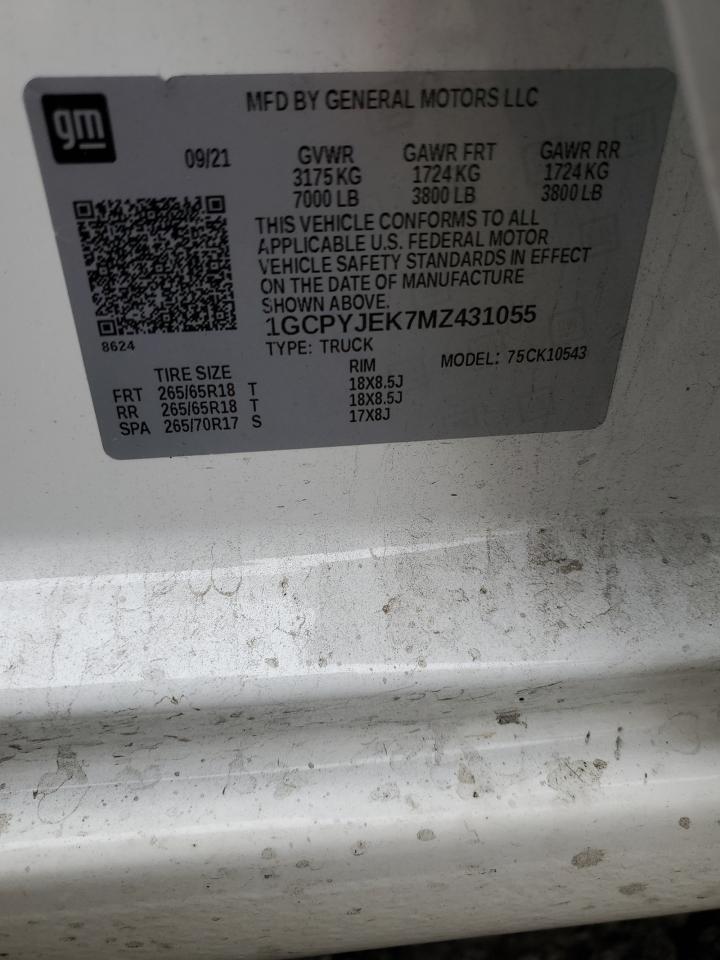 gm
MFD BY GENERAL MOTORS LLC
09/21
GVWR GAWR FRT GAWR RR
3175 KG 1724 KG 1724 KG
7000 LB 3800 LB 3800 LB
THIS VEHICLE CONFORMS TO ALL
APPLICABLE U.S. FEDERAL MOTOR
VEHICLE SAFETY STANDARDS IN EFFECT
ON THE DATE OF MANUFACTURE
SHOWN ABOVE.
1GCPYJEK7MZ431055
8624
TYPE: TRUCK MODEL: 75CK10543
TIRE SIZE RIM
FRT 265/65R18 T 18X8.5J
RR 265/65R18 T 18X8.5J
SPA 265/70R17 S 17X8J